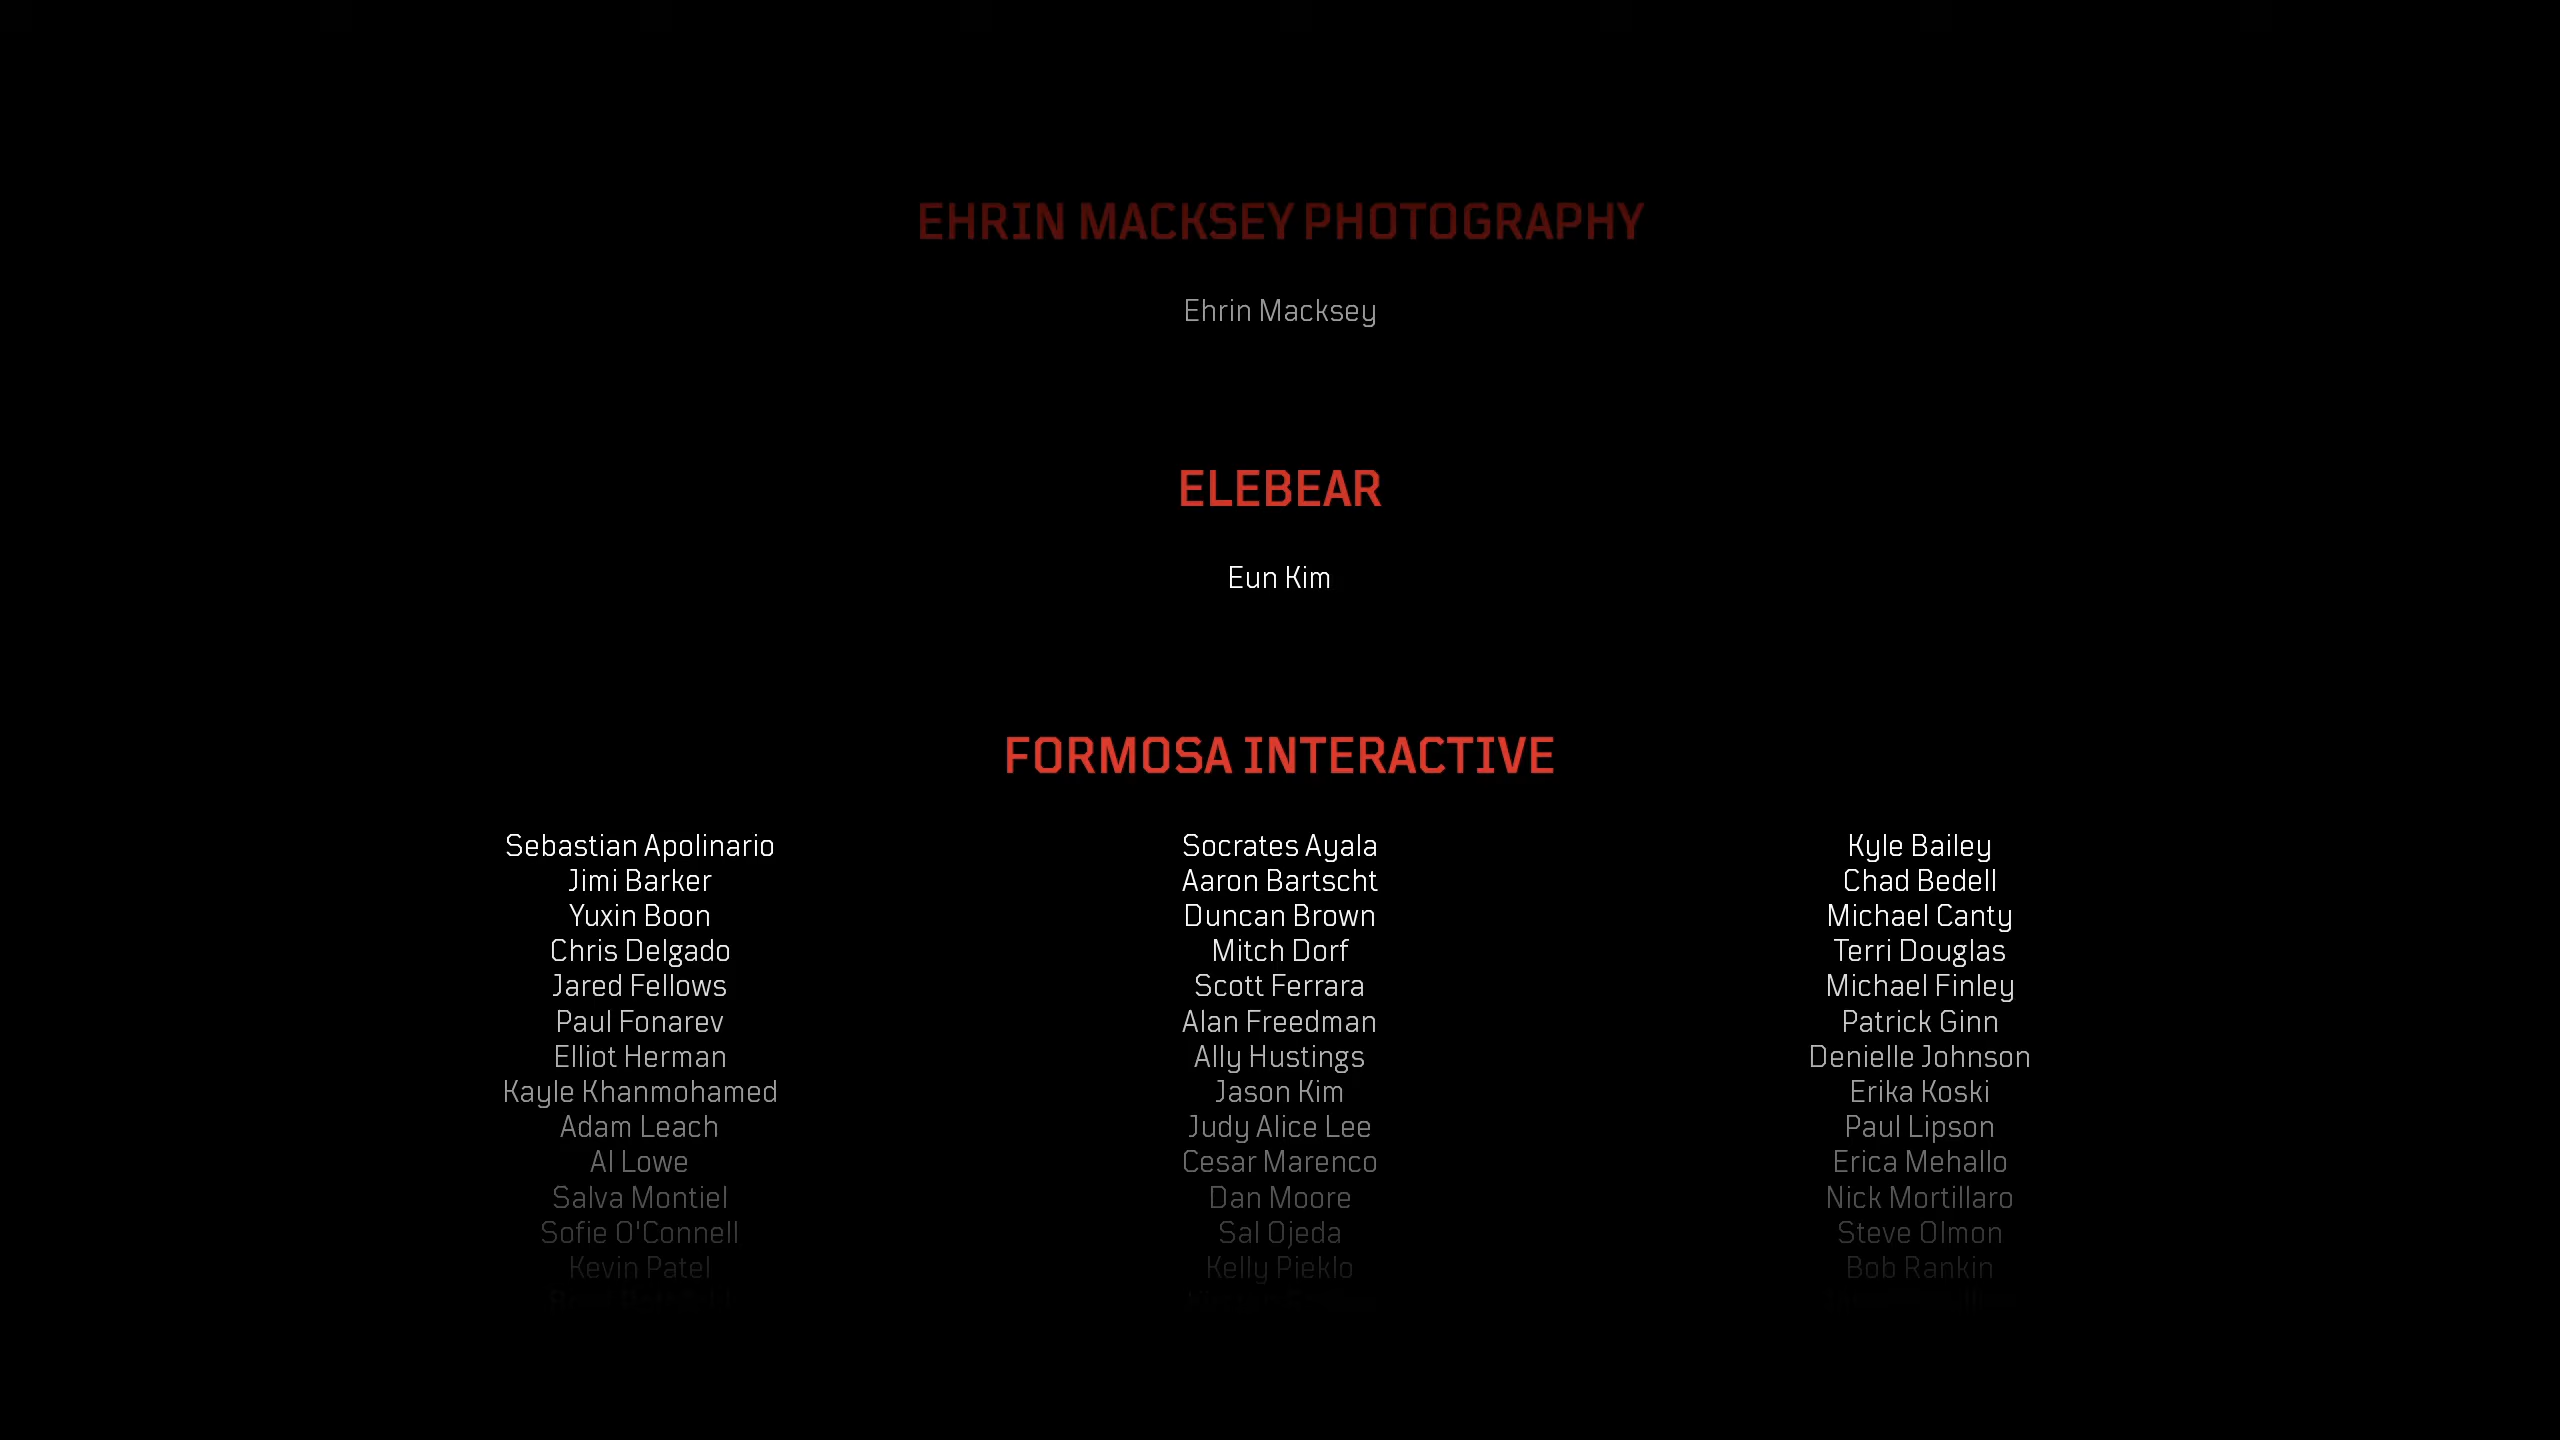 EHRIN MACKSEY PHOTOGRAPHY
Ehrin Macksey
ELEBEAR
Eun Kim
FORMOSA INTERACTIVE
Sebastian Apolinario Socrates Ayala Kyle Bailey
Jimi Barker Aaron Bartscht Chad Bedell
Yuxin Boon Duncan Brown Michael Canty
Chris Delgado Mitch Dorf Terri Douglas
Jared Fellows Scott Ferrara Michael Finley
Paul Fonarev Alan Freedman Patrick Ginn
Elliot Herman Ally Hustings Denielle Johnson
Kayle Khanmohamed Jason Kim Erika Koski
Adam Leach Judy Alice Lee Paul Lipson
Al Lowe Cesar Marenco Erica Mehallo
Salva Montiel Dan Moore Nick Mortillaro
Sofie O'Connell Sal Ojeda Steve Olmon
Kevin Patel Kelly Pieklo Bob Rankin